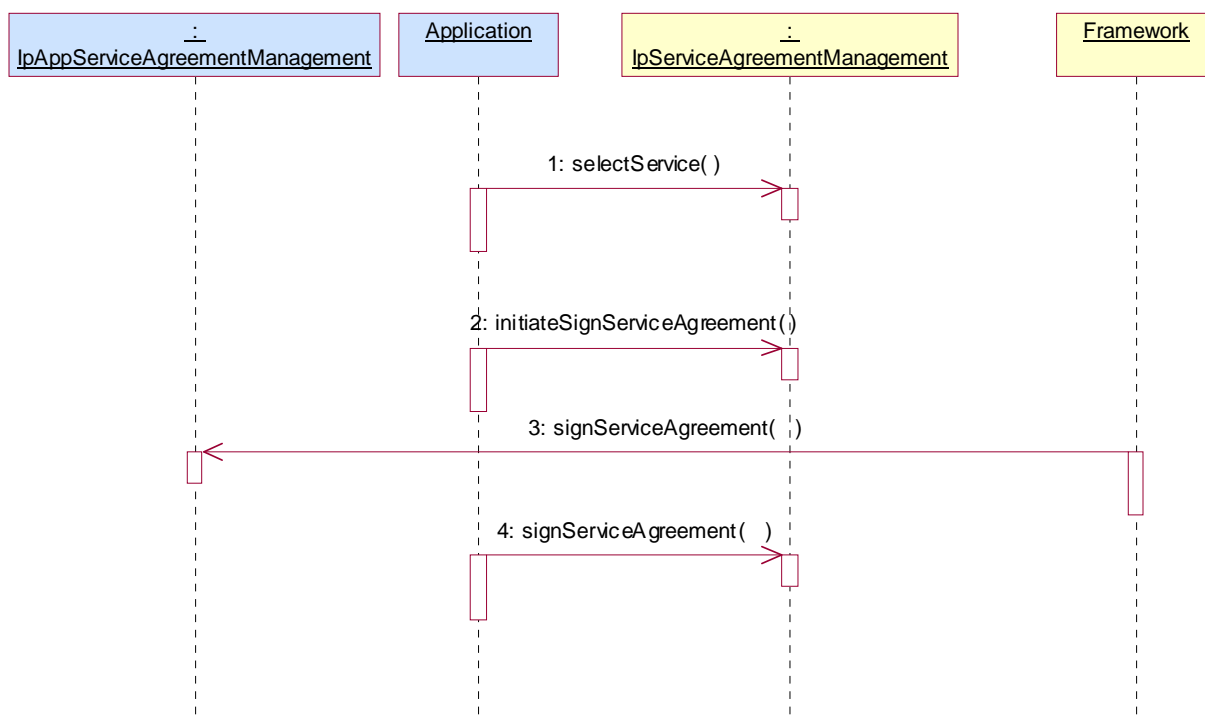 :
IpAppServiceAgreementManagement
Application
:
IpServiceAgreementManagement
Framework
1: selectService( )
2: initiateSignServiceAgreement( )
3: signServiceAgreement( )
4: signServiceAgreement( )